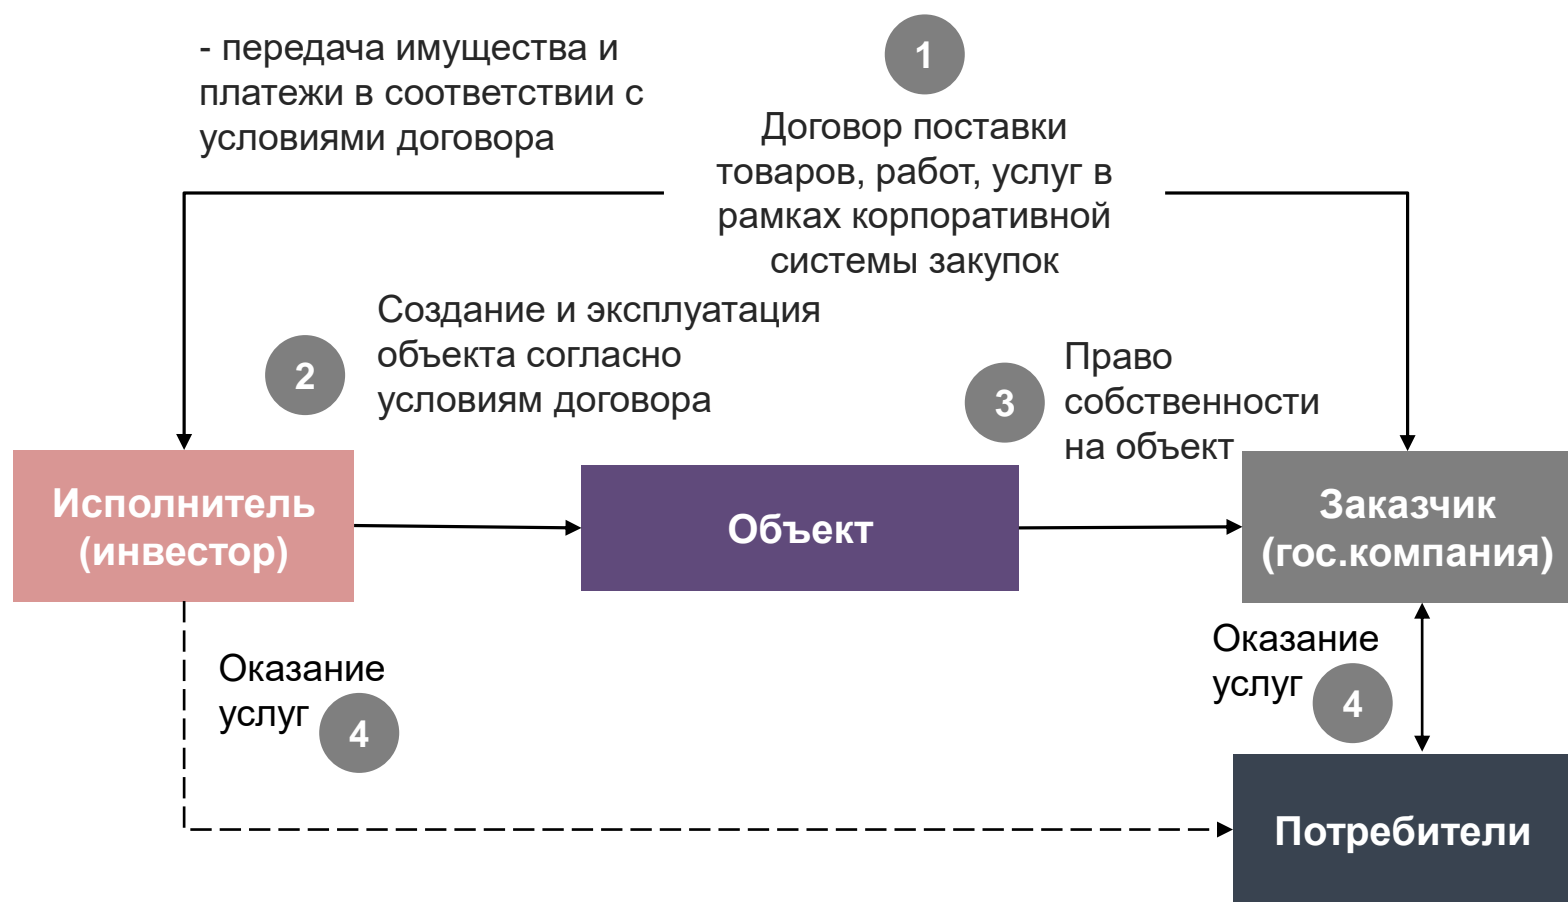 - передача имущества и
платежи в соответствии с
условиями договора
1
Договор поставки
товаров, работ, услуг в
рамках корпоративной
системы закупок
2
Создание и эксплуатация
объекта согласно
условиям договора
3
Право
собственности
на объект
Исполнитель
(инвестор)
Объект
Заказчик
(гос.компания)
Оказание
услуг
4
Оказание
услуг
4
Потребители